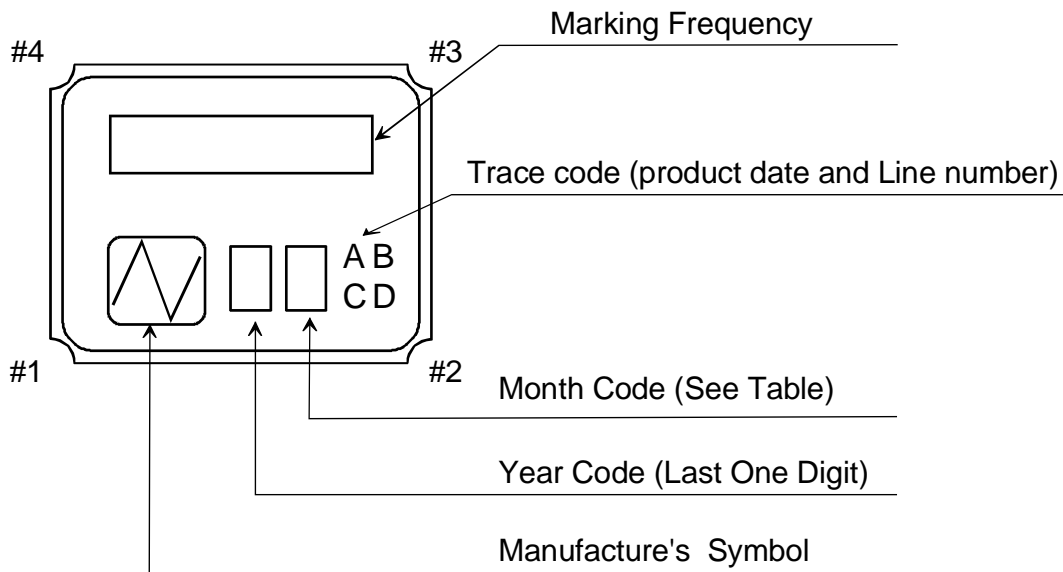 Marking Frequency
#4
#3
Trace code (product date and Line number)
A B
C D
#1
#2
Month Code (See Table)
Year Code (Last One Digit)
Manufacture's Symbol